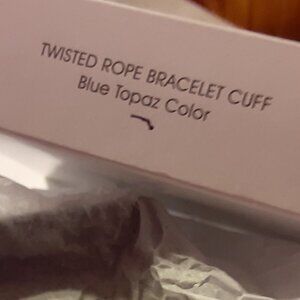 TWISTED ROPE BRACELET CUFF
Blue Topaz Color